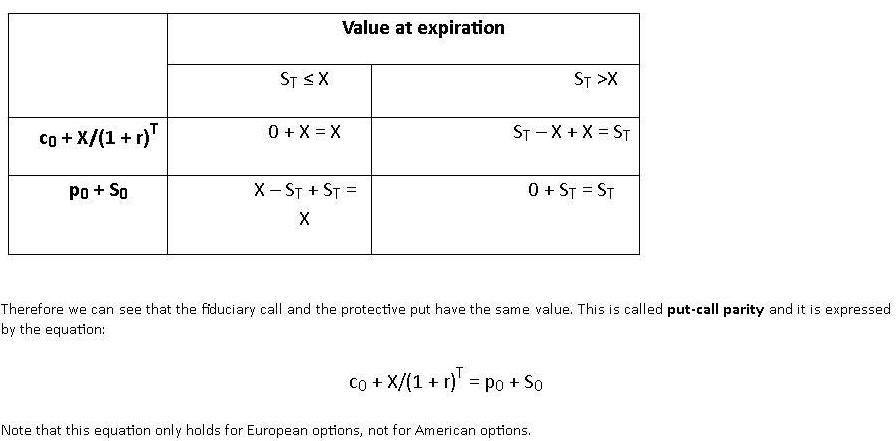 Value at expiration
S_T ≤ X S_T >X
c_0 + X/(1 + r)^T 0 + X = X S_T – X + X = S_T
p_0 + S_0 X – S_T + S_T = X 0 + S_T = S_T
Therefore we can see that the fiduciary call and the protective put have the same value. This is called put-call parity and it is expressed
by the equation:
c_0 + X/(1 + r)^T = p_0 + S_0
Note that this equation only holds for European options, not for American options.